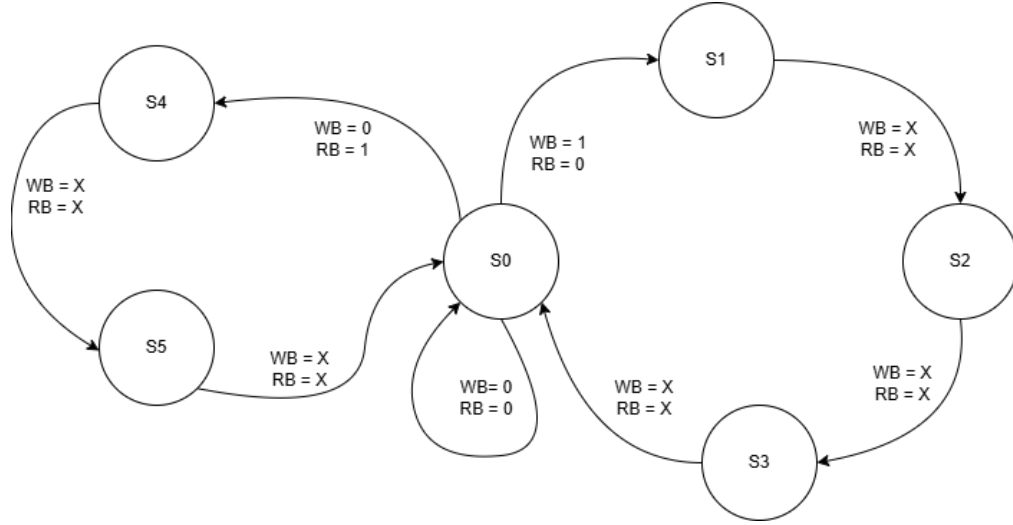 S1
S4
WB = 0
RB = 1
WB = 1
RB = 0
WB = X
RB = X
WB = X
RB = X
S0
S2
S5
WB = X
RB = X
WB= 0
RB = 0
WB = X
RB = X
WB = X
RB = X
S3